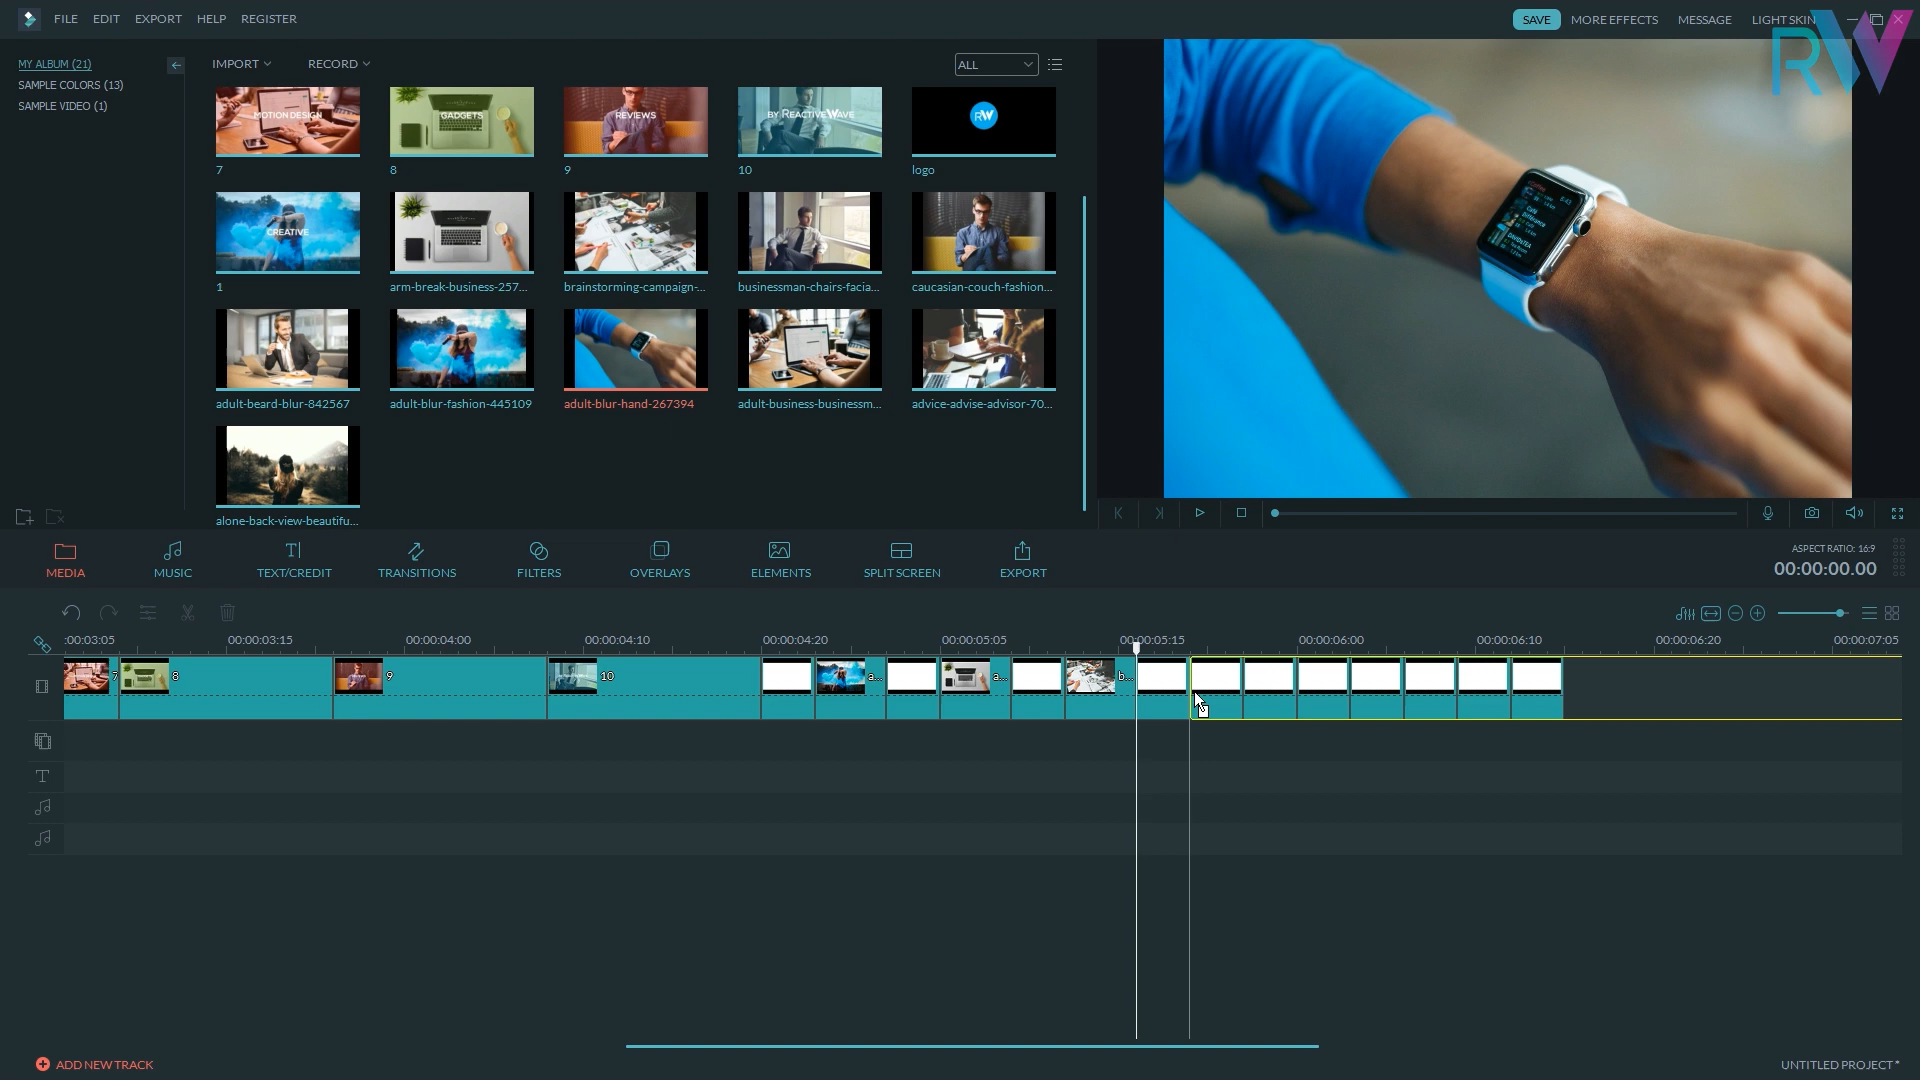 FILE EDIT EXPORT HELP REGISTER
SAVE MORE EFFECTS MESSAGE LIGHT SKIN
RW
MY ALBUM (21)
SAMPLE COLORS (13)
SAMPLE VIDEO (1)
IMPORT RECORD ALL
MOTION DESIGN GADGETS REVIEWS BY REACTIVEWAVE RW
7 8 9 10 logo
CREATIVE
1 arm-break-business-257... brainstorming-campaign-... businessman-chairs-facia... caucasian-couch-fashion...
adult-beard-blur-842567 adult-blur-fashion-445109 adult-blur-hand-267394 adult-business-businessm... advice-advise-advisor-70...
alone-back-view-beautifu...
MEDIA MUSIC TEXT/CREDIT TRANSITIONS FILTERS OVERLAYS ELEMENTS SPLIT SCREEN EXPORT
ASPECT RATIO: 16:9
00:00:00.00
:00:03:05 00:00:03:15 00:00:04:00 00:00:04:10 00:00:04:20 00:00:05:05 00:00:05:15 00:00:06:00 00:00:06:10 00:00:06:20 00:00:07:05
7 8 9 10 a... a... b...
ADD NEW TRACK
UNTITLED PROJECT *